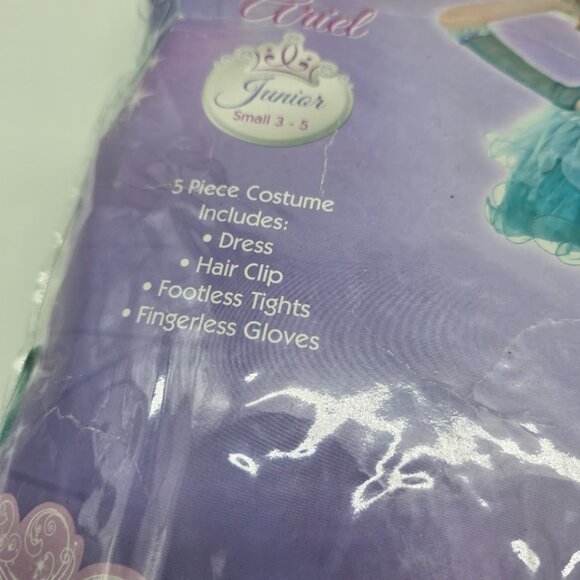 Ariel
Junior
Small 3 - 5
5 Piece Costume
Includes:
• Dress
• Hair Clip
• Footless Tights
• Fingerless Gloves